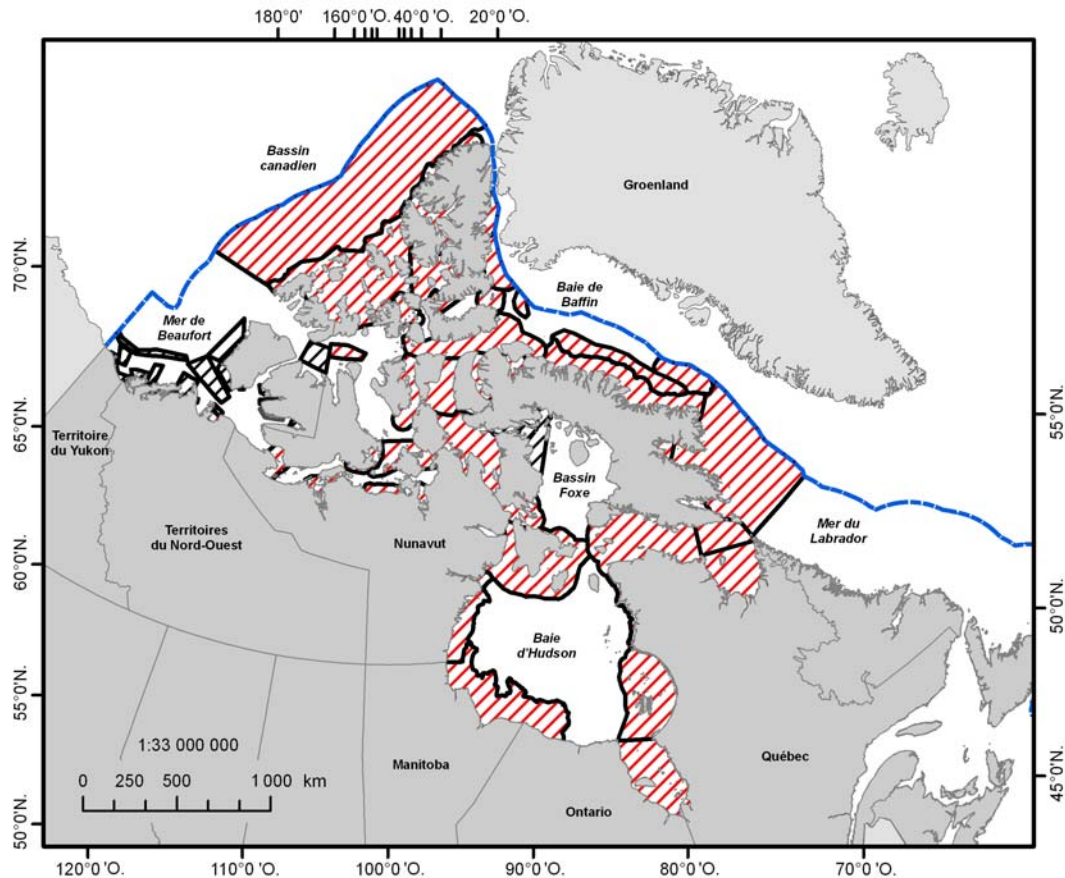 180°0'
160°0'O.
40°0'O.
20°0'O.
Bassin
canadien
Groenland
70°0'N.
Baie de
Baffin
Mer de
Beaufort
65°0'N.
55°0'N.
Territoire
du Yukon
Bassin
Foxe
Territoires
du Nord-Ouest
Nunavut
Mer du
Labrador
60°0'N.
50°0'N.
Baie
d'Hudson
55°0'N.
1:33 000 000
0 250 500 1 000 km
Manitoba
Québec
45°0'N.
Ontario
50°0'N.
120°0'O.
110°0'O.
100°0'O.
90°0'O.
80°0'O.
70°0'O.